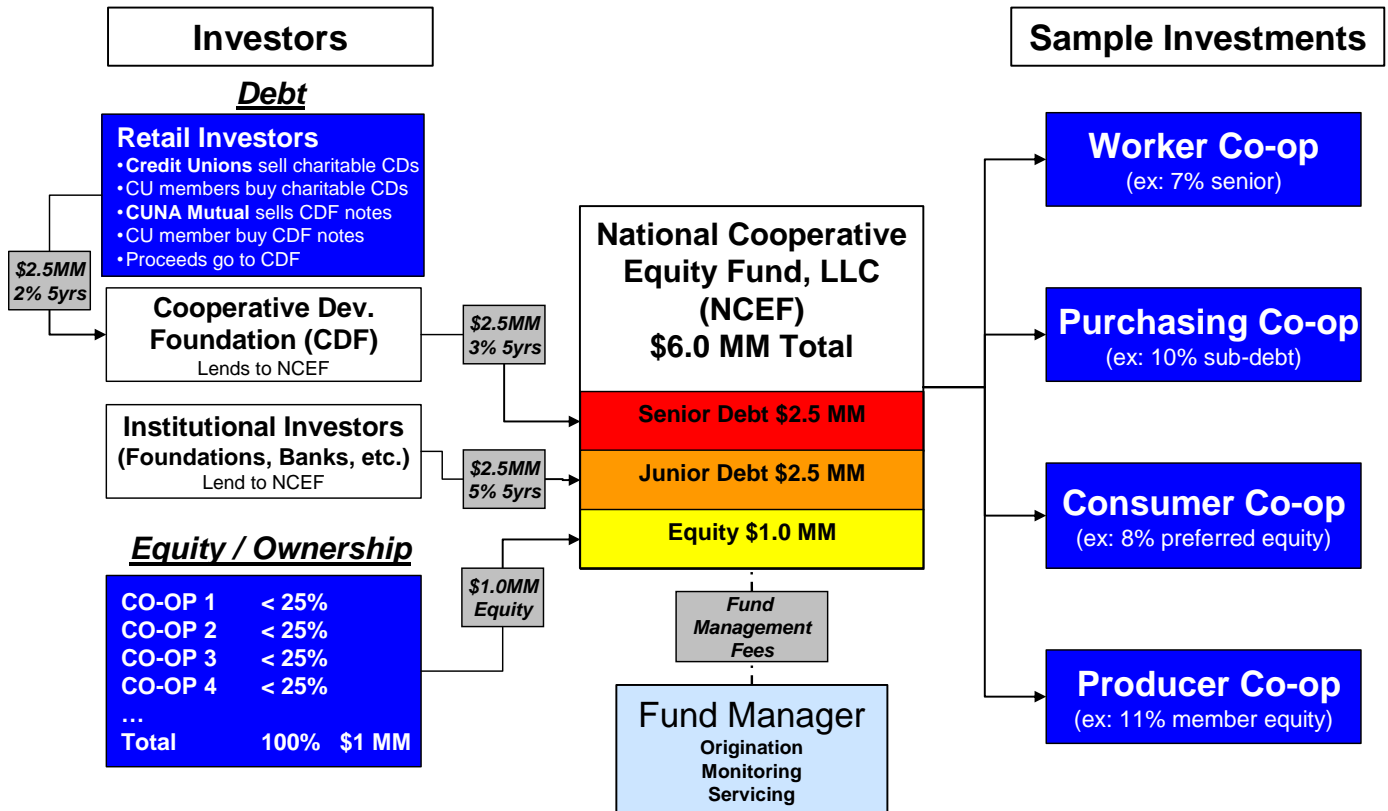 Investors
Debt
Retail Investors
•Credit Unions sell charitable CDs
•CU members buy charitable CDs
•CUNA Mutual sells CDF notes
•CU member buy CDF notes
•Proceeds go to CDF
$2.5MM
2% 5yrs
Cooperative Dev.
Foundation (CDF)
Lends to NCEF
$2.5MM
3% 5yrs
Institutional Investors
(Foundations, Banks, etc.)
Lend to NCEF
$2.5MM
5% 5yrs
Equity / Ownership
CO-OP 1 < 25%
CO-OP 2 < 25%
CO-OP 3 < 25%
CO-OP 4 < 25%
…
Total 100% $1 MM
$1.0MM
Equity
National Cooperative
Equity Fund, LLC
(NCEF)
$6.0 MM Total
Senior Debt $2.5 MM
Junior Debt $2.5 MM
Equity $1.0 MM
Fund
Management
Fees
Fund Manager
Origination
Monitoring
Servicing
Sample Investments
Worker Co-op
(ex: 7% senior)
Purchasing Co-op
(ex: 10% sub-debt)
Consumer Co-op
(ex: 8% preferred equity)
Producer Co-op
(ex: 11% member equity)